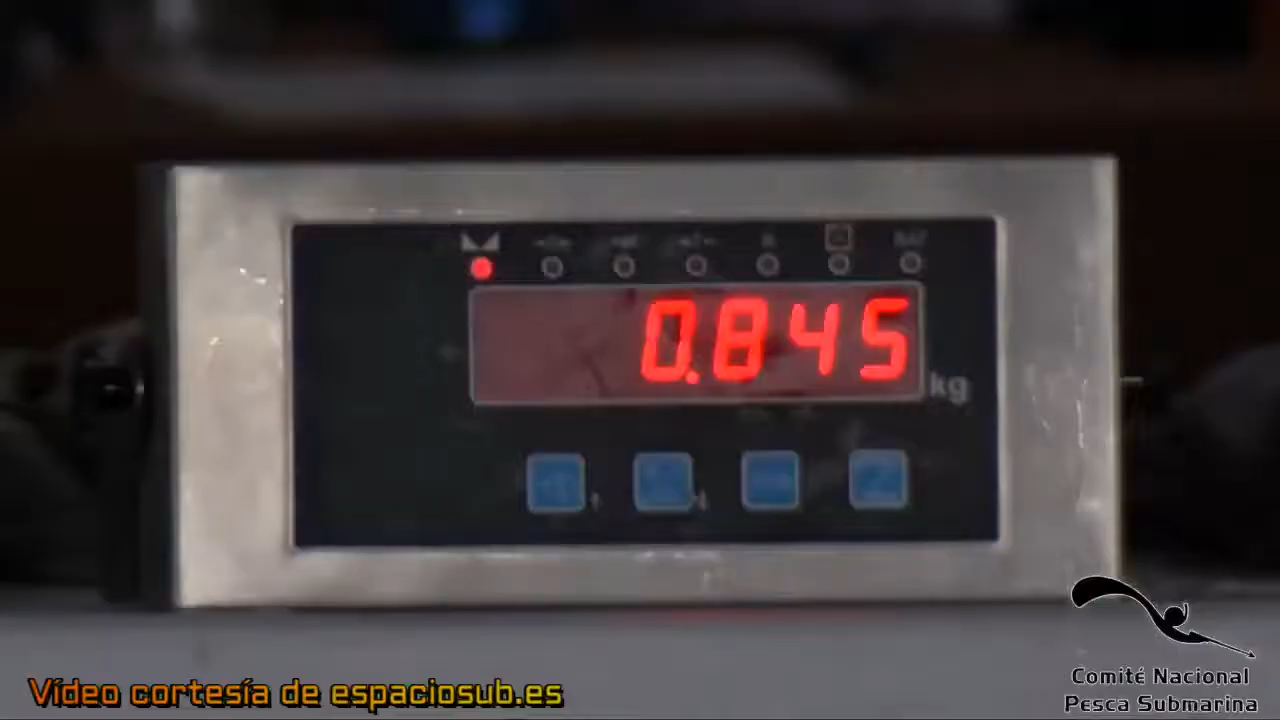 0.845
kg
Vídeo cortesía de espaciosub.es
Comité Nacional
Pesca Submarina